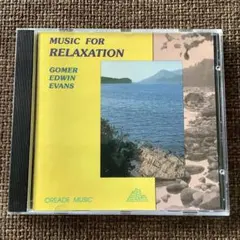 MUSIC FOR
RELAXATION
GOMER
EDWIN
EVANS
OREADE MUSIC